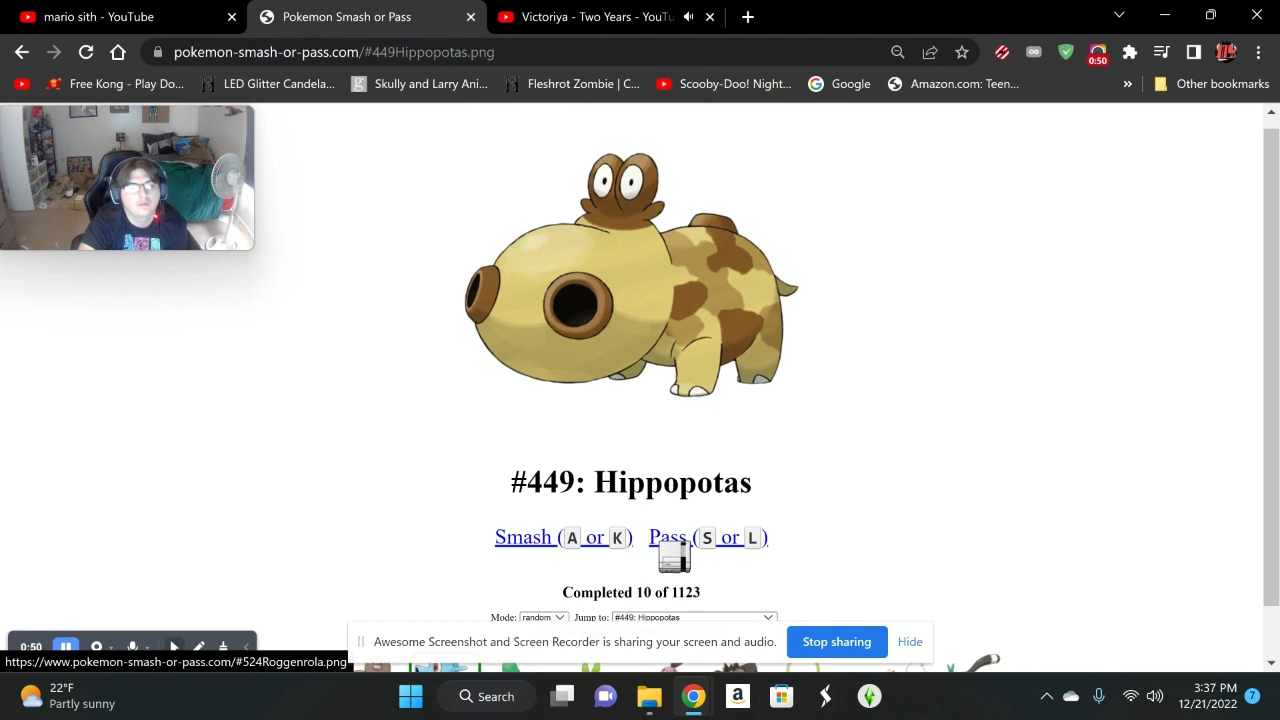 mario sith - YouTube
Pokemon Smash or Pass
Victoriya - Two Years - YouTu
pokemon-smash-or-pass.com/#449Hippopotas.png
0:50
Free Kong - Play Do...
LED Glitter Candela...
Skully and Larry Ani...
Fleshrot Zombie | C...
Scooby-Doo! Night...
Google
Amazon.com: Teen...
»
Other bookmarks
#449: Hippopotas
Smash (A or K) Pass (S or L)
Completed 10 of 1123
Mode: random Jump to: #449: Hippopotas
0:50
Awesome Screenshot and Screen Recorder is sharing your screen and audio.
Stop sharing
Hide
https://www.pokemon-smash-or-pass.com/#524Roggenrola.png
22°F
Partly sunny
Search
3:37 PM
12/21/2022
7